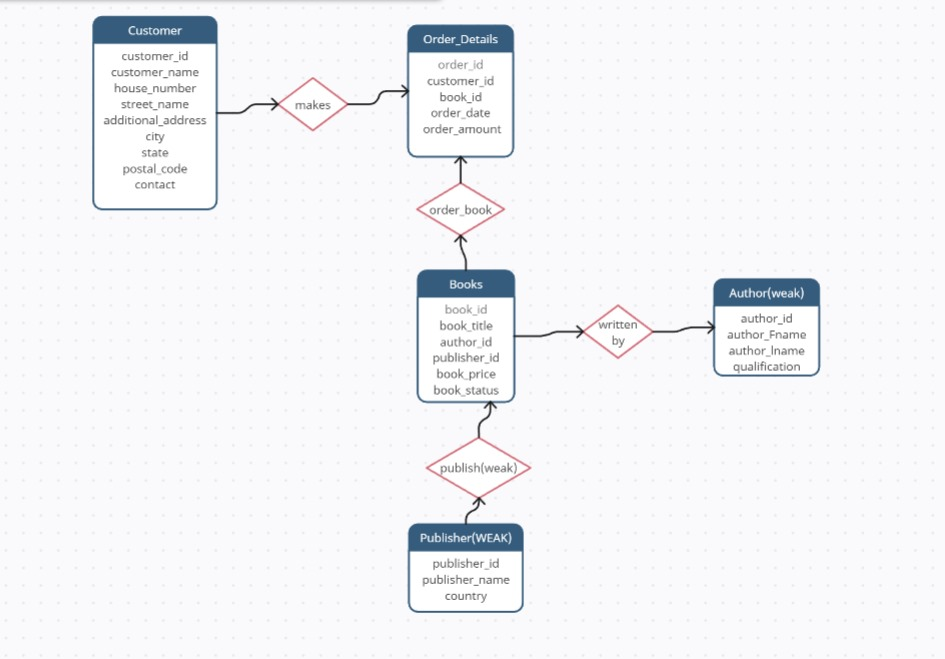 Customer
customer_id
customer_name
house_number
street_name
additional_address
city
state
postal_code
contact
makes
Order_Details
order_id
customer_id
book_id
order_date
order_amount
order_book
Books
book_id
book_title
author_id
publisher_id
book_price
book_status
written
by
Author(weak)
author_id
author_Fname
author_lname
qualification
publish(weak)
Publisher(WEAK)
publisher_id
publisher_name
country